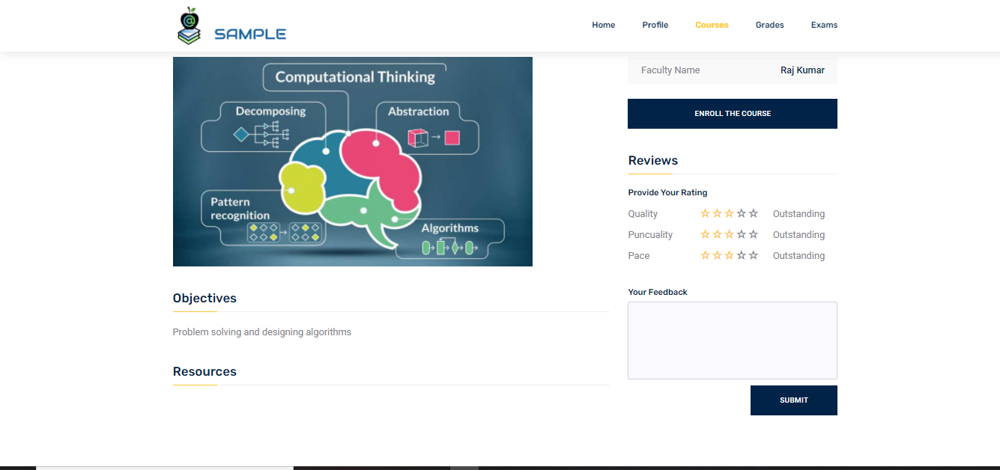 SAMPLE
Home Profile Courses Grades Exams
Computational Thinking
Decomposing
Abstraction
Pattern
recognition
Algorithms
Objectives
Problem solving and designing algorithms
Resources
Faculty Name Raj Kumar
ENROLL THE COURSE
Reviews
Provide Your Rating
Quality Outstanding
Puncuality Outstanding
Pace Outstanding
Your Feedback
SUBMIT